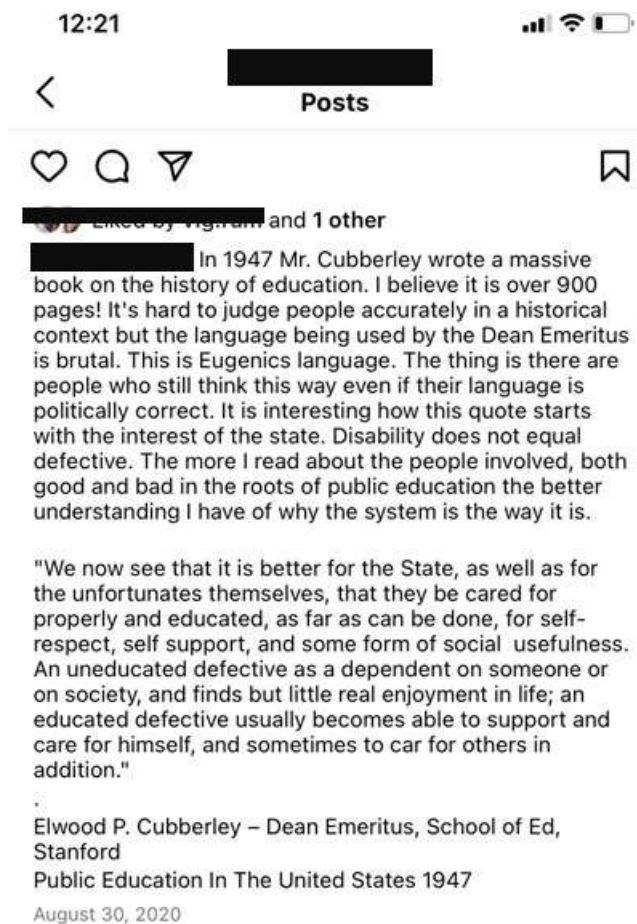 12:21
Posts
and 1 other
In 1947 Mr. Cubberley wrote a massive
book on the history of education. I believe it is over 900
pages! It's hard to judge people accurately in a historical
context but the language being used by the Dean Emeritus
is brutal. This is Eugenics language. The thing is there are
people who still think this way even if their language is
politically correct. It is interesting how this quote starts
with the interest of the state. Disability does not equal
defective. The more I read about the people involved, both
good and bad in the roots of public education the better
understanding I have of why the system is the way it is.
"We now see that it is better for the State, as well as for
the unfortunates themselves, that they be cared for
properly and educated, as far as can be done, for self-
respect, self support, and some form of social usefulness.
An uneducated defective as a dependent on someone or
on society, and finds but little real enjoyment in life; an
educated defective usually becomes able to support and
care for himself, and sometimes to car for others in
addition."
.
Elwood P. Cubberley – Dean Emeritus, School of Ed,
Stanford
Public Education In The United States 1947
August 30, 2020